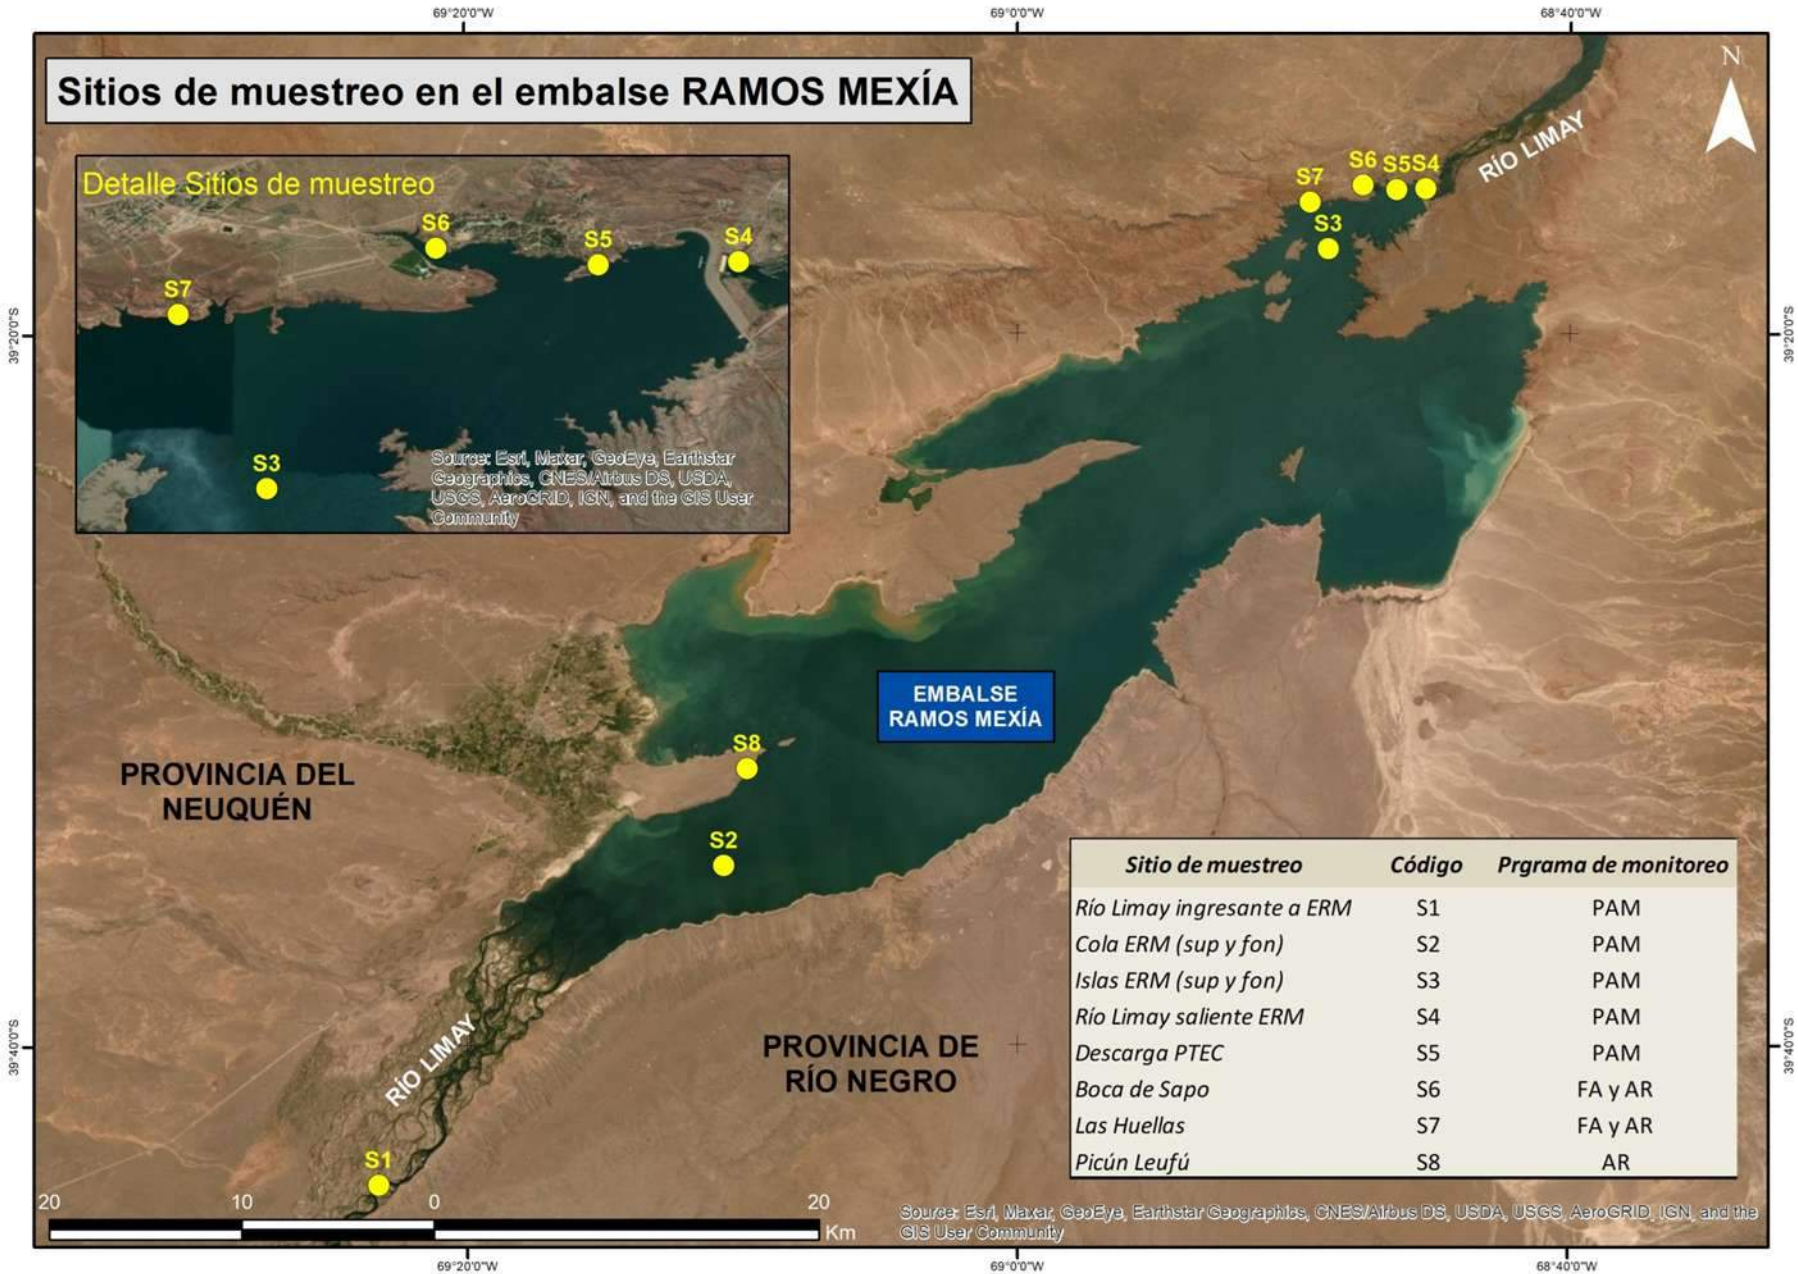 69°20'0"W
69°0'0"W
68°40'0"W
Sitios de muestreo en el embalse RAMOS MEXÍA
N
RÍO LIMAY
Detalle Sitios de muestreo
S6
S5
S4
S7
S3
Source: Esri, Maxar, GeoEye, Earthstar
Geographics, CNES/Airbus DS, USDA,
USGS, AeroGRID, IGN, and the GIS User
Community
S7
S6
S5
S4
S3
39°20'0"S
39°20'0"S
EMBALSE
RAMOS MEXÍA
S8
PROVINCIA DEL
NEUQUÉN
S2
Sitio de muestreo Código Prgrama de monitoreo
Río Limay ingresante a ERM S1 PAM
Cola ERM (sup y fon) S2 PAM
Islas ERM (sup y fon) S3 PAM
Río Limay saliente ERM S4 PAM
Descarga PTEC S5 PAM
Boca de Sapo S6 FA y AR
Las Huellas S7 FA y AR
Picún Leufú S8 AR
39°40'0"S
39°40'0"S
RÍO LIMAY
PROVINCIA DE
RÍO NEGRO
S1
20 10 0 20
Km
Source: Esri, Maxar, GeoEye, Earthstar Geographics, CNES/Airbus DS, USDA, USGS, AeroGRID, IGN, and the
GIS User Community
69°20'0"W
69°0'0"W
68°40'0"W